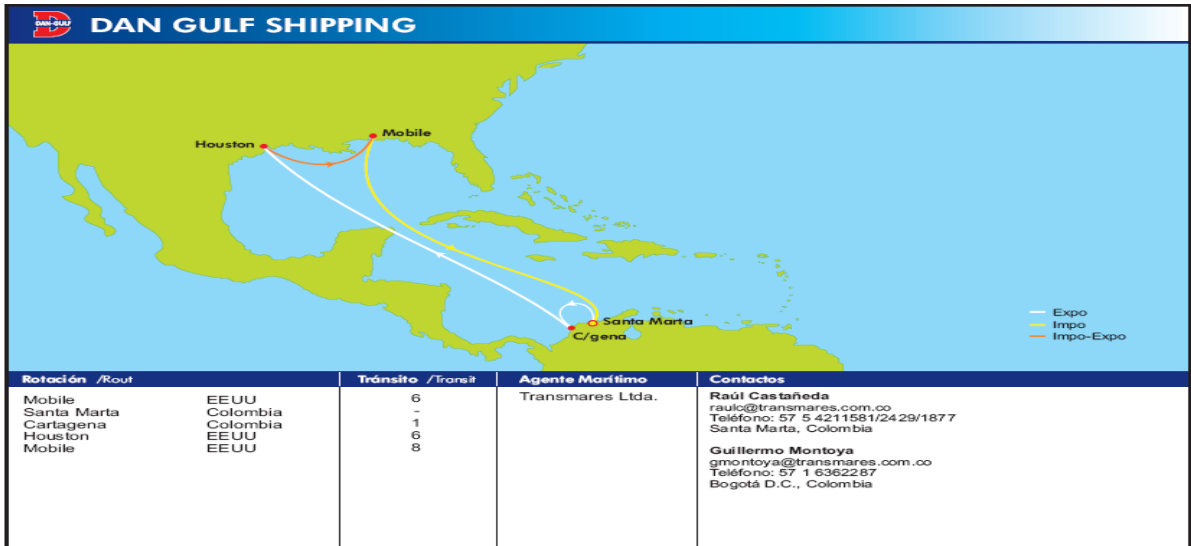 DAN-GULF
DAN GULF SHIPPING
Mobile
Houston
Santa Marta
C/gena
Expo
Impo
Impo-Expo
Rotación /Rout Tránsito /Transit Agente Marítimo Contactos
Mobile EEUU 6 Transmares Ltda. Raúl Castañeda
Santa Marta Colombia - raulc@transmares.com.co
Cartagena Colombia 1 Teléfono: 57 5 4211581/2429/1877
Houston EEUU 6 Santa Marta, Colombia
Mobile EEUU 8
Guillermo Montoya
gmontoya@transmares.com.co
Teléfono: 57 1 6362287
Bogotá D.C., Colombia